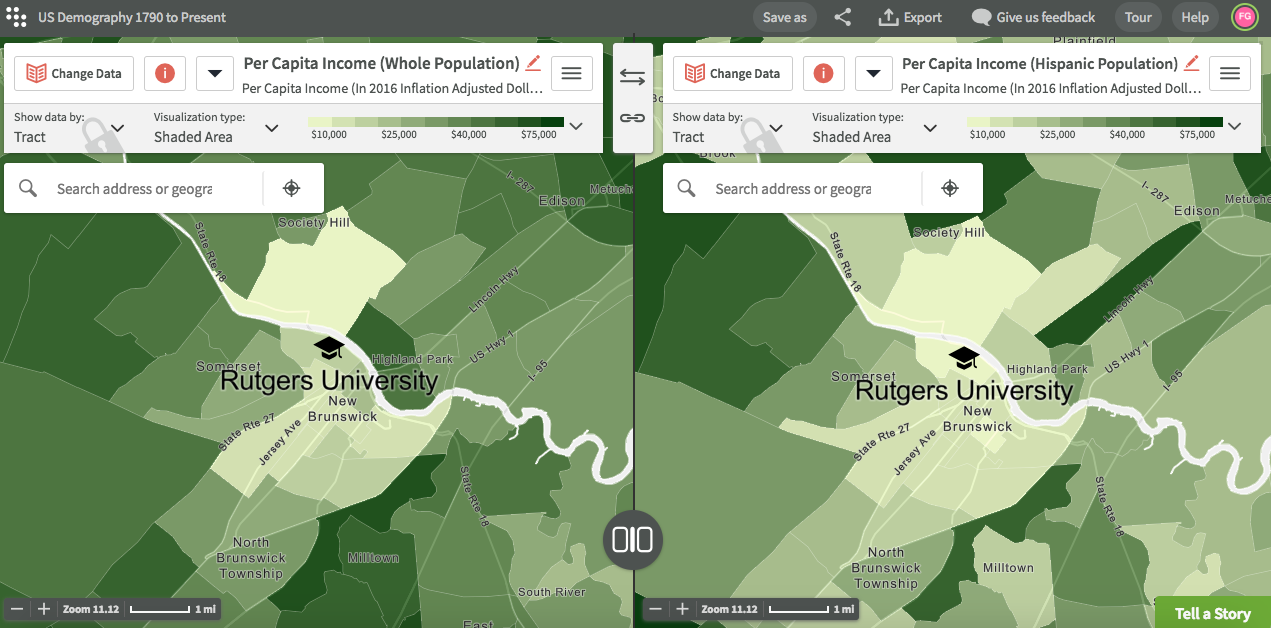 US Demography 1790 to Present
Save as
Export
Give us feedback
Tour
Help
FG
Change Data
i
Per Capita Income (Whole Population)
Per Capita Income (In 2016 Inflation Adjusted Doll...
Show data by:
Tract
Visualization type:
Shaded Area
$10,000 $25,000 $40,000 $75,000
Search address or geogra
I- 287
Metuche
Edison
Society Hill
State Rte 18
Lincoln Hwy
US Hwy 1
Highland Park
I- 95
Somerset
Rutgers University
New
Brunswick
State Rte 27
Jersey Ave
State Rte 18
North
Brunswick
Township
Milltown
South River
East
Zoom 11.12
1 mi
Plainfield
Change Data
i
Per Capita Income (Hispanic Population)
Per Capita Income (In 2016 Inflation Adjusted Doll...
Show data by:
Tract
Visualization type:
Shaded Area
$10,000 $25,000 $40,000 $75,000
Brook
Search address or geogra
I- 287
Metuche
Edison
Society Hill
State Rte 18
Lincoln Hwy
US Hwy 1
Highland Park
I- 95
Somerset
Rutgers University
New
Brunswick
State Rte 27
Jersey Ave
State Rte 18
North
Brunswick
Township
Milltown
Zoom 11.12
1 mi
Tell a Story